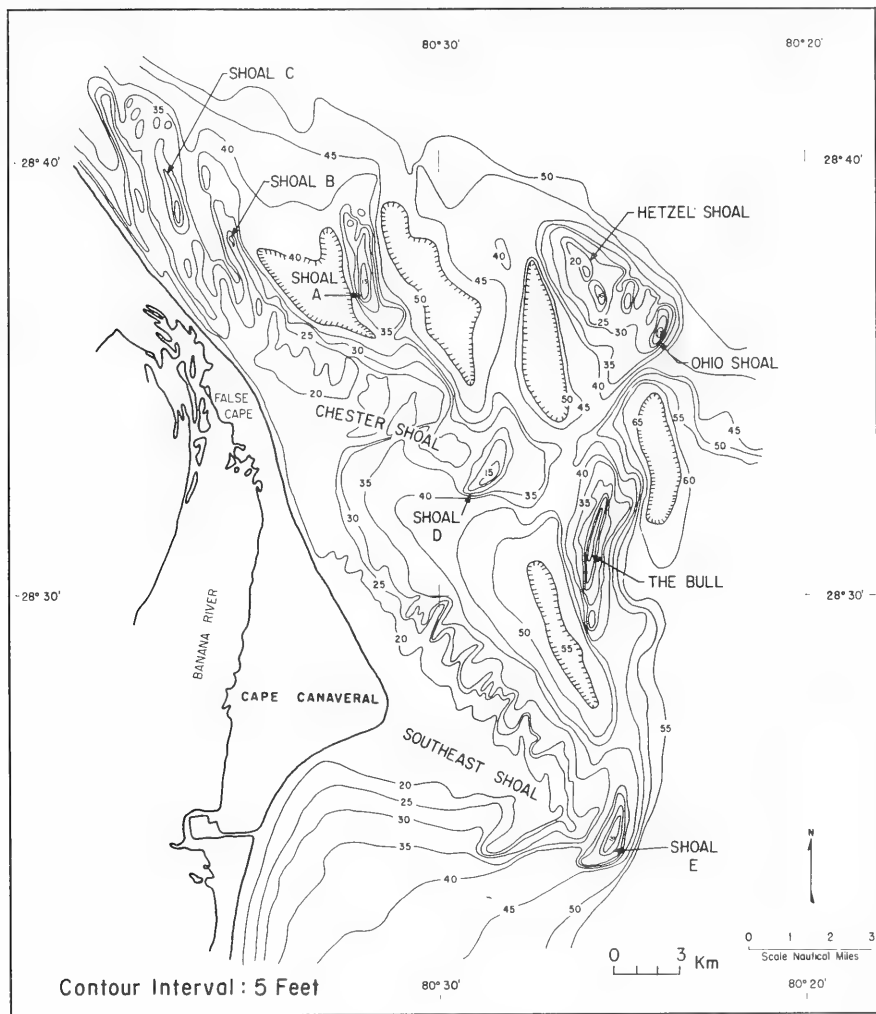 80° 30'
80° 20'
SHOAL C
35
40
45
28° 40'
28° 40'
SHOAL B
50
50
HETZEL SHOAL
40
20
40
45
SHOAL
A
15
50
25
30
35
25
30
35
OHIO SHOAL
20
40
50
45
FALSE
CAPE
CHESTER SHOAL
65
55
45
50
35
15
40
40
35
60
30
35
SHOAL
D
THE BULL
28° 30'
28° 30'
25
20
50
BANANA RIVER
55
CAPE CANAVERAL
55
SOUTHEAST SHOAL
20
25
30
35
SHOAL
E
40
45
50
N
0 3 Km
0 1 2 3
Scale Nautical Miles
Contour Interval : 5 Feet
80° 30'
80° 20'